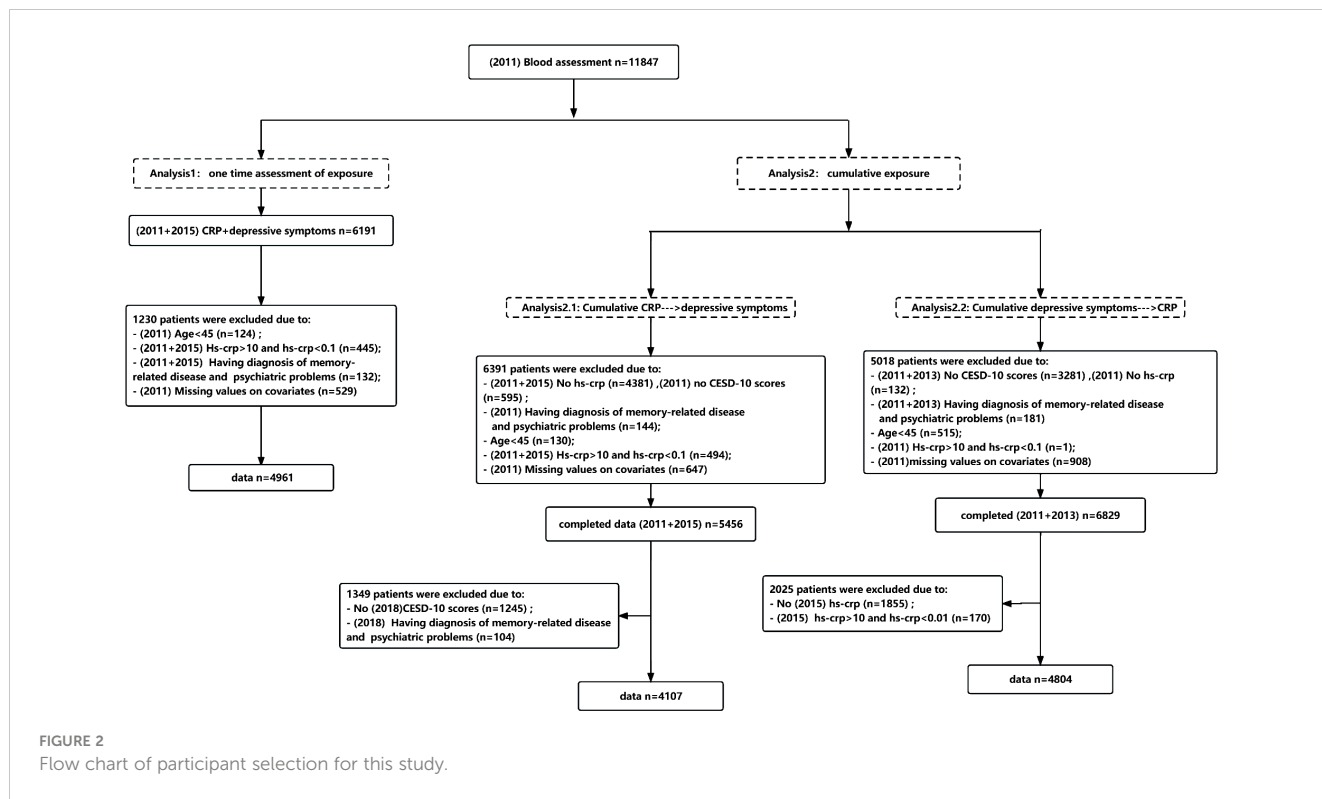 (2011) Blood assessment n=11847
Analysis1: one time assessment of exposure
(2011+2015) CRP+depressive symptoms n=6191
1230 patients were excluded due to:
- (2011) Age<45 (n=124) ;
- (2011+2015) Hs-crp>10 and hs-crp<0.1 (n=445);
- (2011+2015) Having diagnosis of memory-
related disease and psychiatric problems (n=132);
- (2011) Missing values on covariates (n=529)
data n=4961
Analysis2: cumulative exposure
Analysis2.1: Cumulative CRP--->depressive symptoms
6391 patients were excluded due to:
- (2011+2015) No hs-crp (n=4381) ,(2011) no CESD-10 scores
(n=595) ;
- (2011) Having diagnosis of memory-related disease
and psychiatric problems (n=144);
- Age<45 (n=130);
- (2011+2015) Hs-crp>10 and hs-crp<0.1 (n=494);
- (2011) Missing values on covariates (n=647)
completed data (2011+2015) n=5456
1349 patients were excluded due to:
- No (2018)CESD-10 scores (n=1245) ;
- (2018) Having diagnosis of memory-related disease
and psychiatric problems (n=104)
data n=4107
Analysis2.2: Cumulative depressive symptoms--->CRP
5018 patients were excluded due to:
- (2011+2013) No CESD-10 scores (n=3281) ,(2011) No hs-crp
(n=132) ;
- (2011+2013) Having diagnosis of memory-related disease
and psychiatric problems (n=181)
- Age<45 (n=515);
- (2011) Hs-crp>10 and hs-crp<0.1 (n=1);
- (2011)missing values on covariates (n=908)
completed (2011+2013) n=6829
2025 patients were excluded due to:
- No (2015) hs-crp (n=1855) ;
- (2015) hs-crp>10 and hs-crp<0.01 (n=170)
data n=4804
FIGURE 2
Flow chart of participant selection for this study.